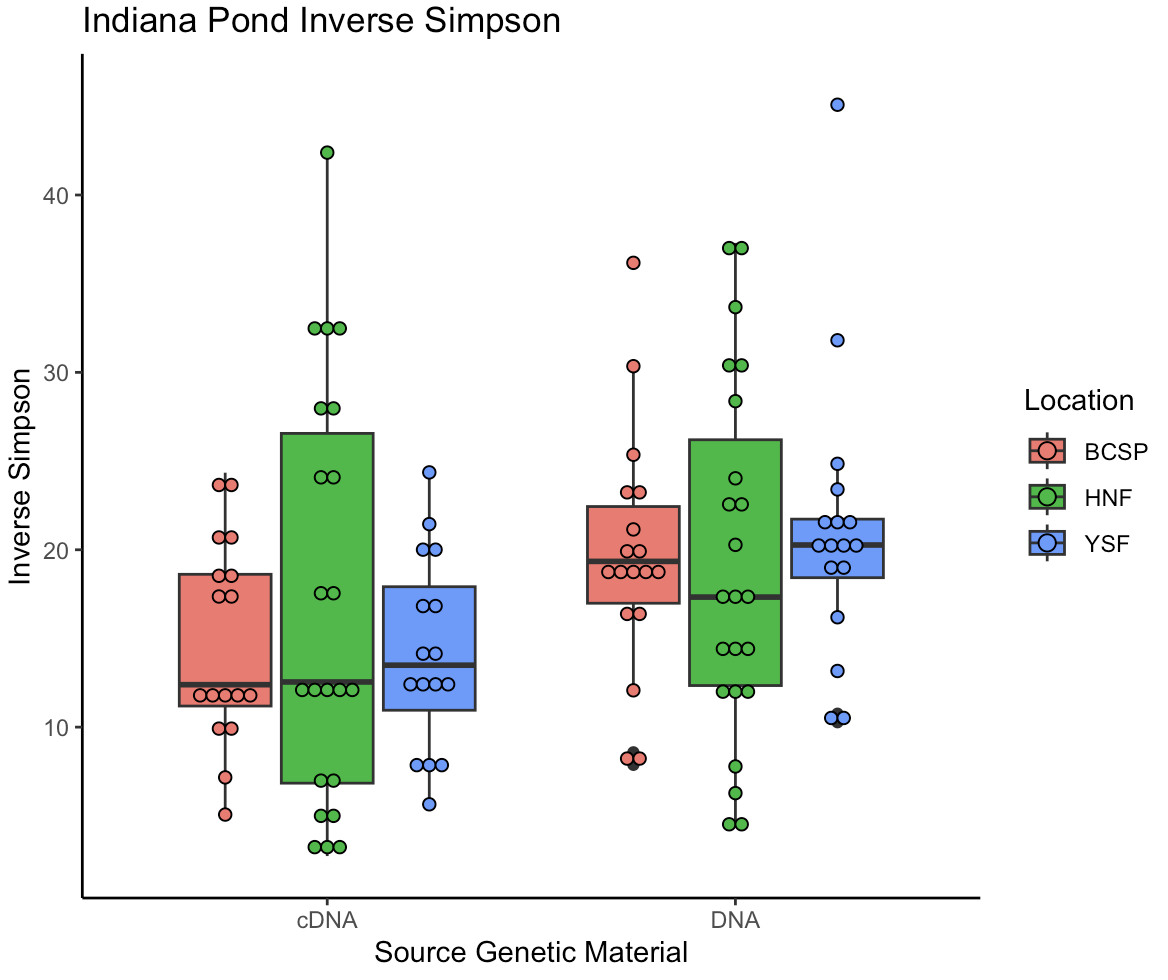 Indiana Pond Inverse Simpson
Inverse Simpson
40
30
20
10
cDNA
DNA
Source Genetic Material
Location
BCSP
HNF
YSF